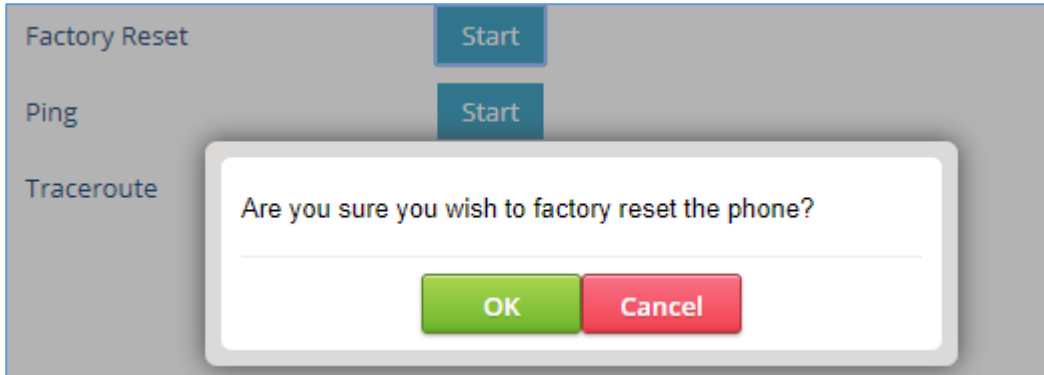 Factory Reset Start
Ping Start
Traceroute
Are you sure you wish to factory reset the phone?
OK Cancel